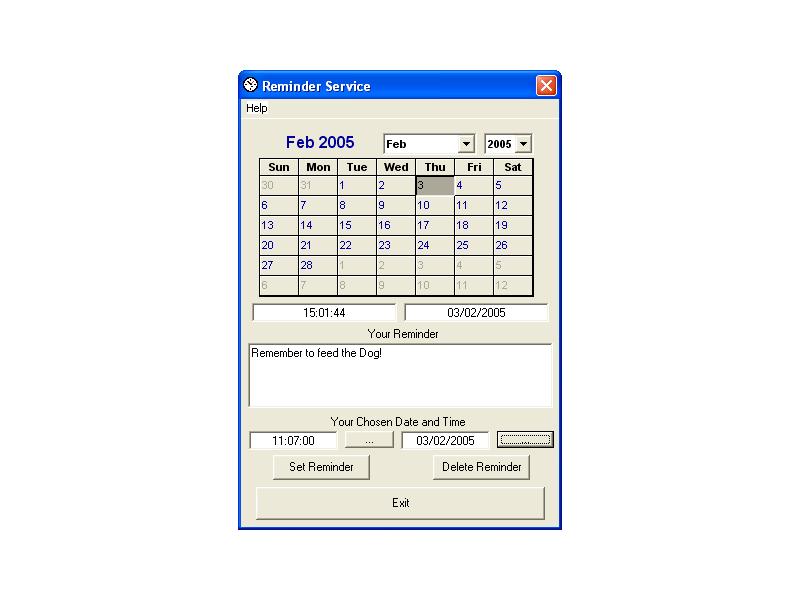 Reminder Service
Help
Feb 2005 Feb 2005
Sun Mon Tue Wed Thu Fri Sat
30 31 1 2 3 4 5
6 7 8 9 10 11 12
13 14 15 16 17 18 19
20 21 22 23 24 25 26
27 28 1 2 3 4 5
6 7 8 9 10 11 12
15:01:44 03/02/2005
Your Reminder
Remember to feed the Dog!
Your Chosen Date and Time
11:07:00 ... 03/02/2005 ...
Set Reminder Delete Reminder
Exit